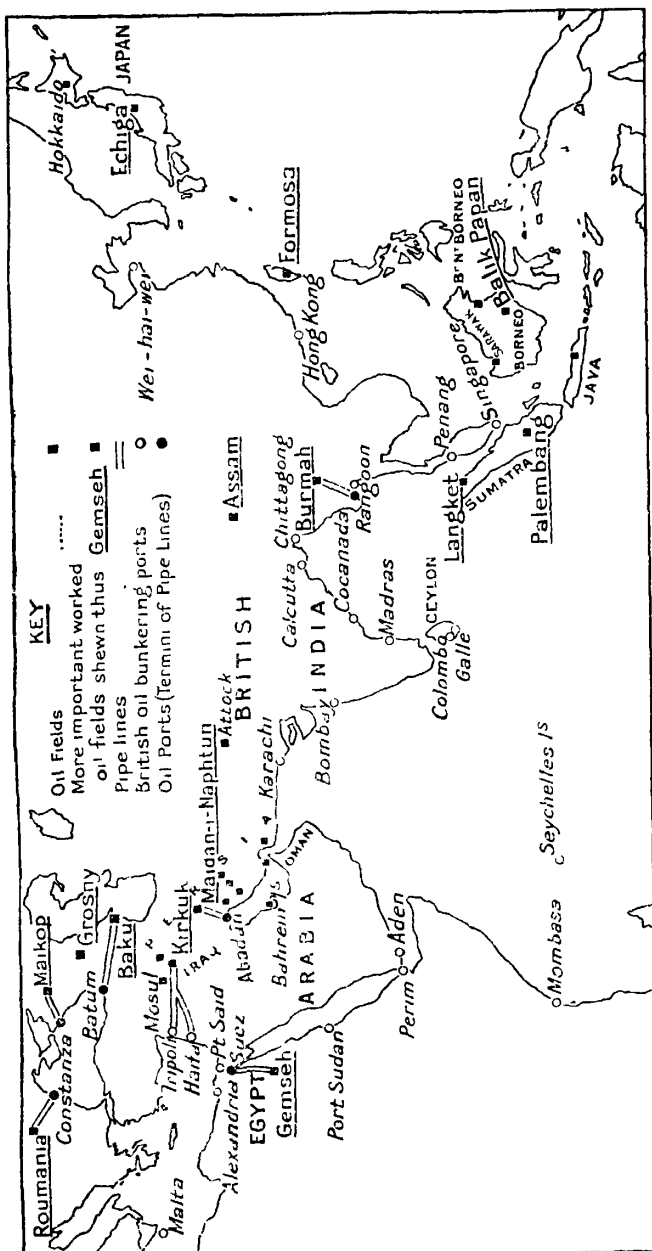 KEY
Oil Fields
More important worked
oil fields shewn thus Gemseh
Pipe lines
British oil bunkering ports
Oil Ports (Termini of Pipe Lines)
Roumania
Constanza
Maikop
Grosny
Batum
Baku
Malta
Mosul
Kirkuk
IRAQ
Tripoli
Haifa
Maidan-i-Naphtun
Abadan
Pt Said
Suez
Alexandria
EGYPT
Gemseh
Bahrein Is
OMAN
ARABIA
Port Sudan
Perim
Aden
Mombasa
Seychelles Is
Attock
BRITISH
INDIA
Karachi
Bombay
Assam
Calcutta
Chittagong
Cocanada
Madras
CEYLON
Colombo
Galle
Burmah
Rangoon
Penang
Singapore
Langket
SUMATRA
Palembang
JAVA
SARAWAK
BORNEO
Br Nth BORNEO
Balik Papan
Hong Kong
Formosa
Wei-hai-wei
Hokkaido
JAPAN
Echiga